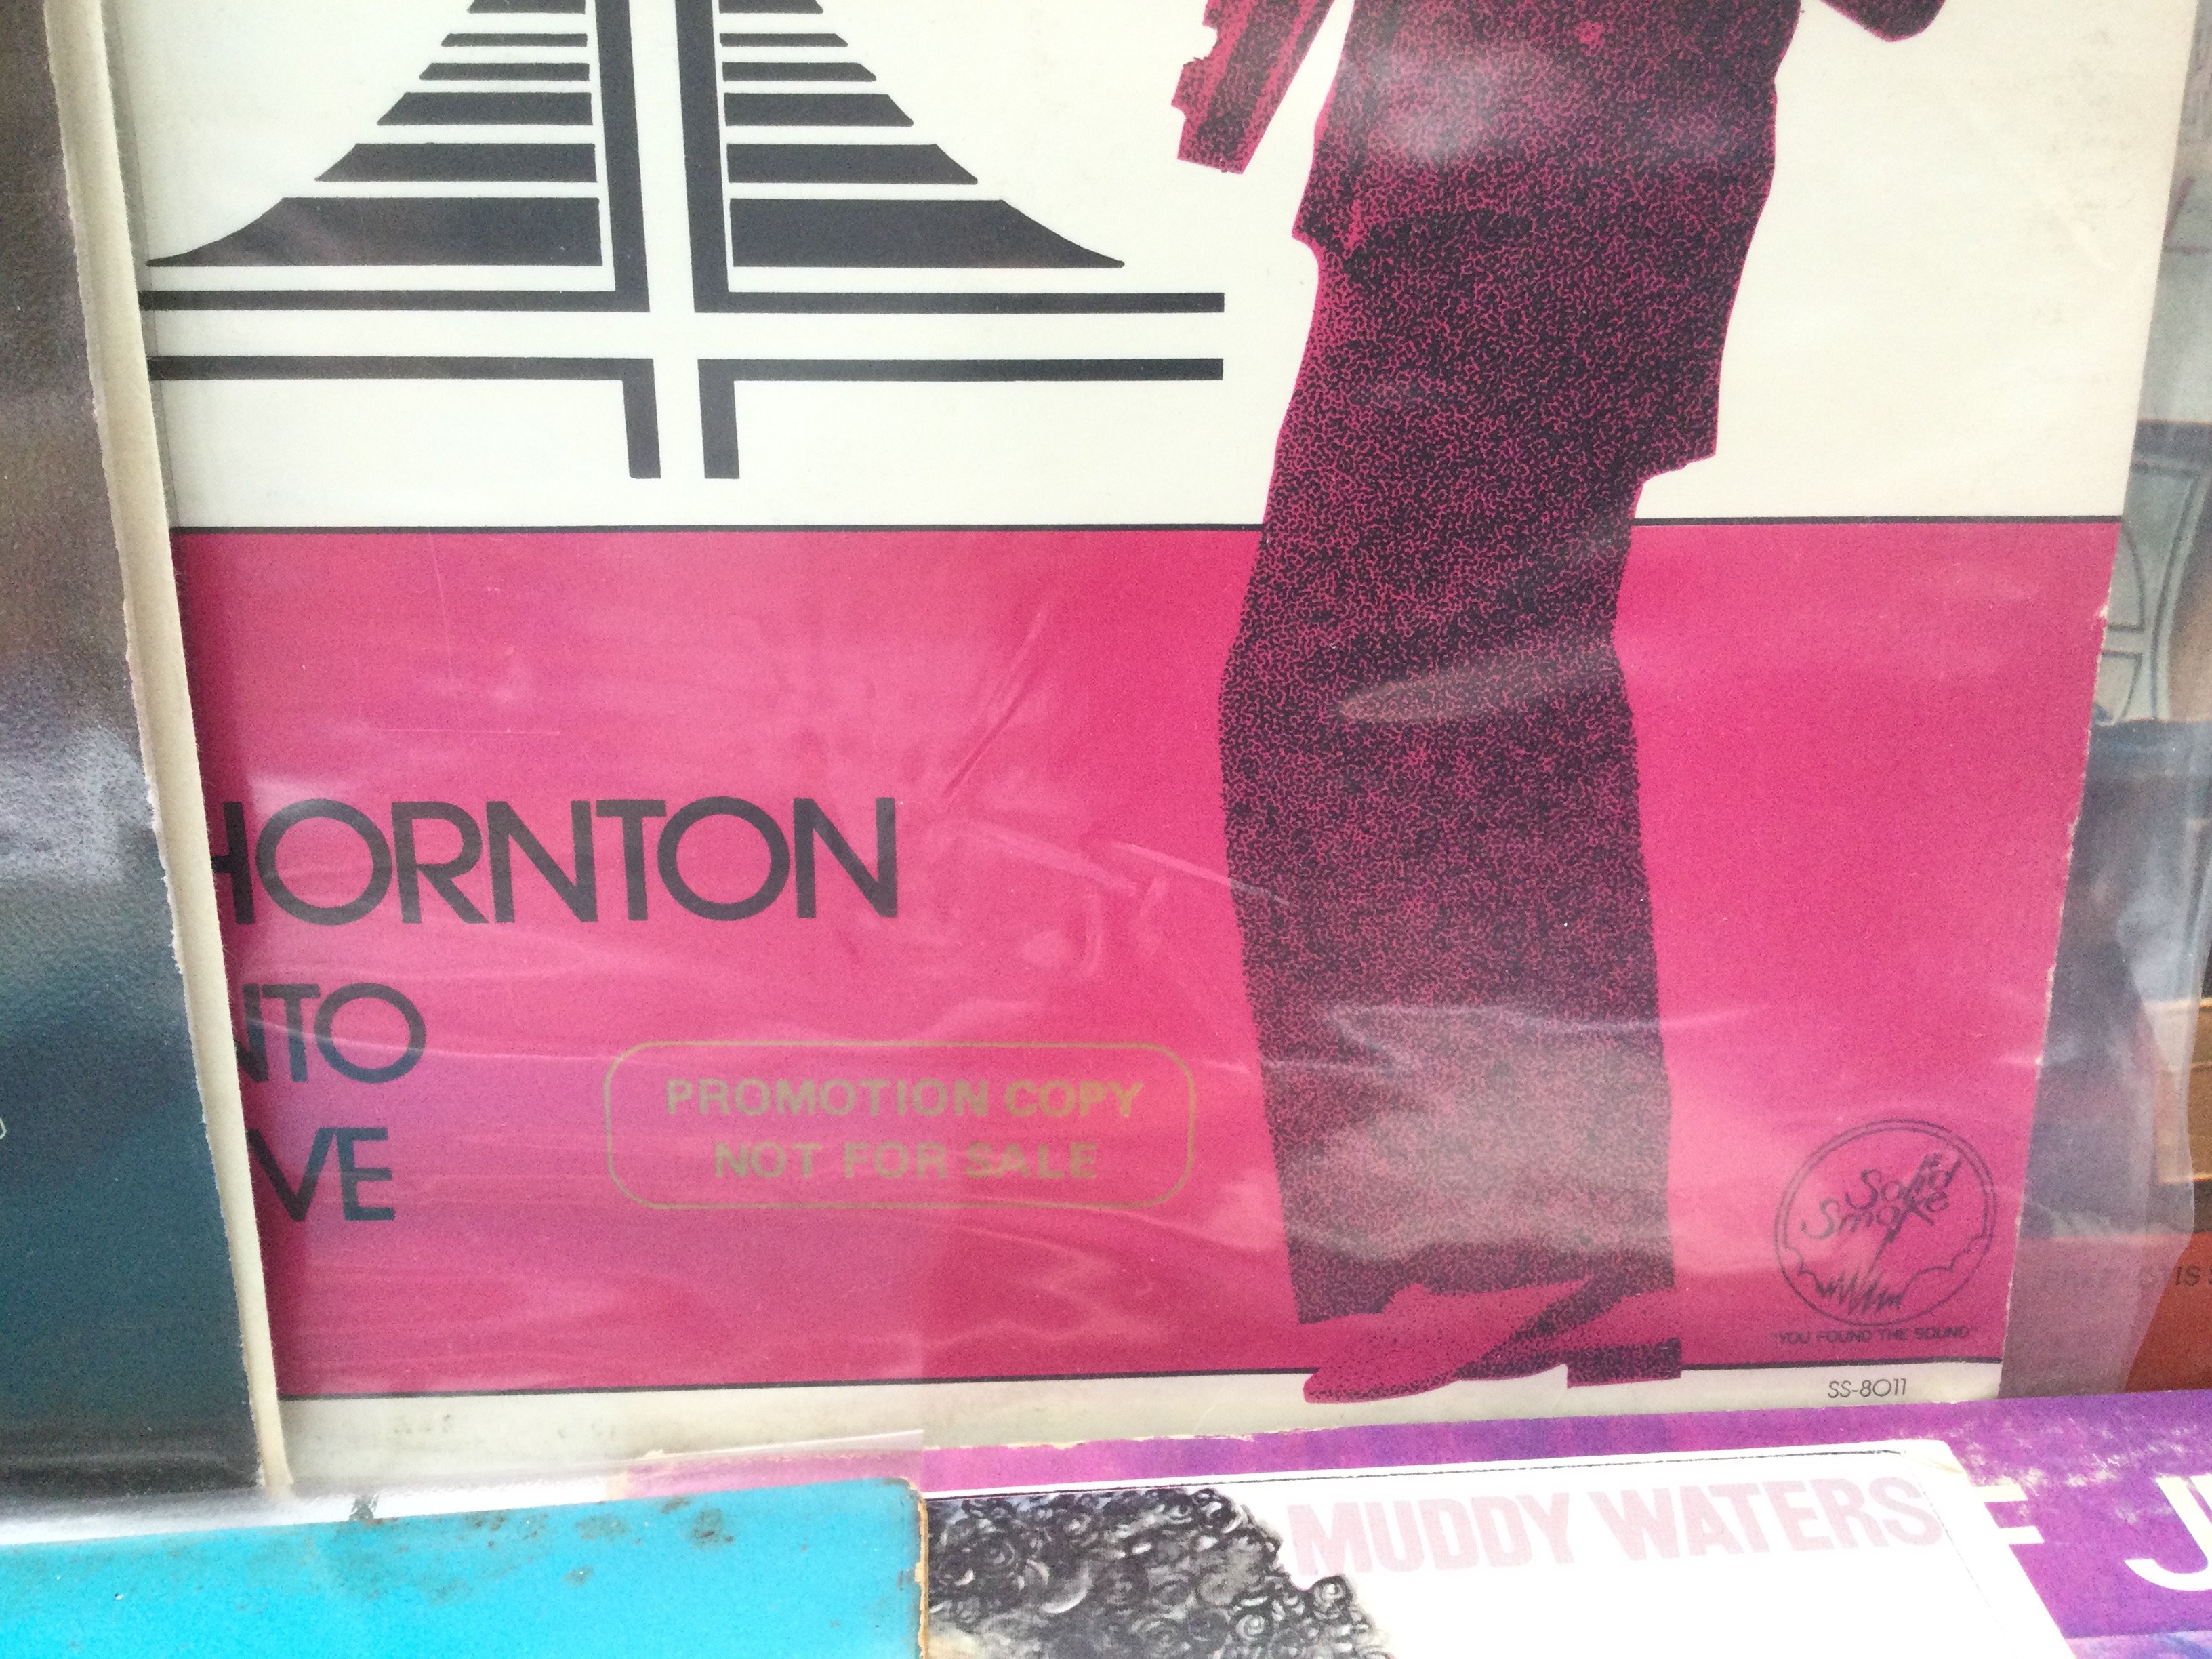 HORNTON
NTO
VE
PROMOTION COPY
NOT FOR SALE
Solid
Smoke
"YOU FOUND THE SOUND"
SS-8011
MUDDY WATERS
J